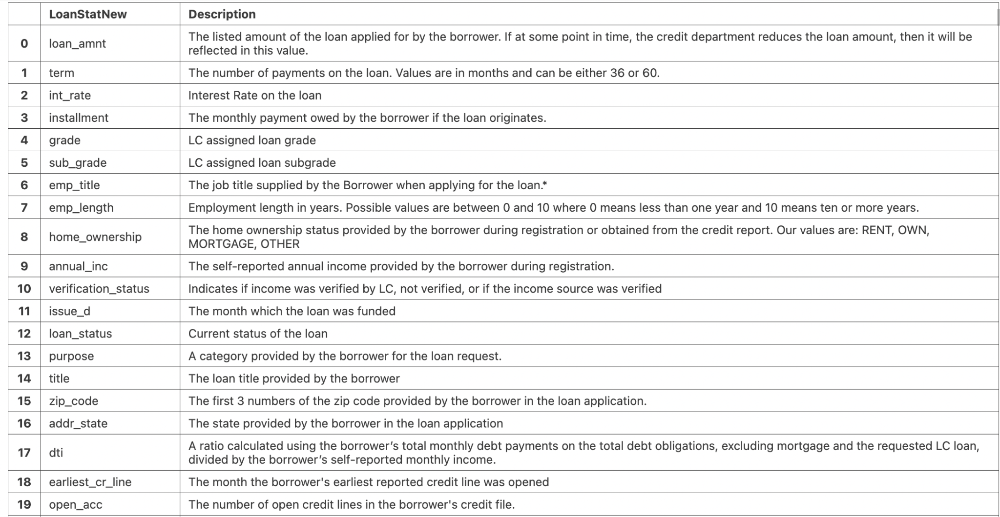 LoanStatNew Description
0 loan_amnt The listed amount of the loan applied for by the borrower. If at some point in time, the credit department reduces the loan amount, then it will be
reflected in this value.
1 term The number of payments on the loan. Values are in months and can be either 36 or 60.
2 int_rate Interest Rate on the loan
3 installment The monthly payment owed by the borrower if the loan originates.
4 grade LC assigned loan grade
5 sub_grade LC assigned loan subgrade
6 emp_title The job title supplied by the Borrower when applying for the loan.*
7 emp_length Employment length in years. Possible values are between 0 and 10 where 0 means less than one year and 10 means ten or more years.
8 home_ownership The home ownership status provided by the borrower during registration or obtained from the credit report. Our values are: RENT, OWN,
MORTGAGE, OTHER
9 annual_inc The self-reported annual income provided by the borrower during registration.
10 verification_status Indicates if income was verified by LC, not verified, or if the income source was verified
11 issue_d The month which the loan was funded
12 loan_status Current status of the loan
13 purpose A category provided by the borrower for the loan request.
14 title The loan title provided by the borrower
15 zip_code The first 3 numbers of the zip code provided by the borrower in the loan application.
16 addr_state The state provided by the borrower in the loan application
17 dti A ratio calculated using the borrower’s total monthly debt payments on the total debt obligations, excluding mortgage and the requested LC loan,
divided by the borrower’s self-reported monthly income.
18 earliest_cr_line The month the borrower's earliest reported credit line was opened
19 open_acc The number of open credit lines in the borrower's credit file.